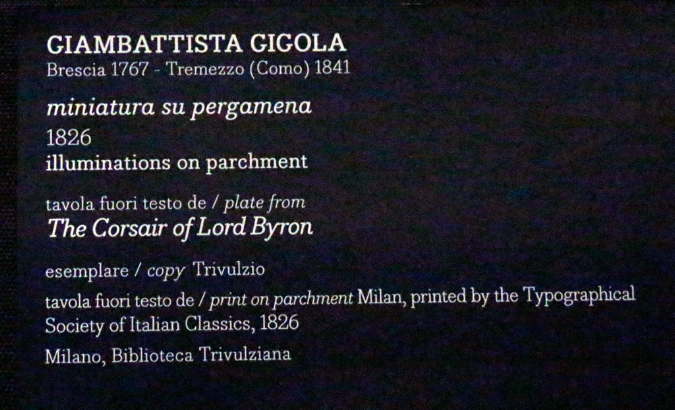 GIAMBATTISTA GIGOLA
Brescia 1767 - Tremezzo (Como) 1841
miniatura su pergamena
1826
illuminations on parchment
tavola fuori testo de / plate from
The Corsair of Lord Byron
esemplare / copy Trivulzio
tavola fuori testo de / print on parchment Milan, printed by the Typographical
Society of Italian Classics, 1826
Milano, Biblioteca Trivulziana